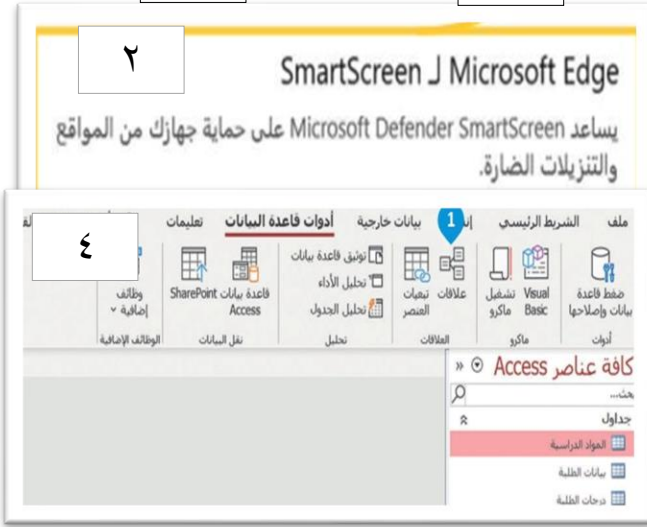 ٢
SmartScreen لـ Microsoft Edge
يساعد Microsoft Defender SmartScreen على حماية جهازك من المواقع
والتنزيلات الضارة.
٤
ملف الشريط الرئيسي 1 بيانات خارجية أدوات قاعدة البيانات تعليمات
ضغط قاعدة بيانات وإصلاحها
Visual Basic
تشغيل ماكرو
علاقات
تبعيات العنصر
توثيق قاعدة بيانات
تحليل الأداء
تحليل الجدول
قاعدة بيانات Access
SharePoint
وظائف إضافية
أدوات ماكرو العلاقات تحليل نقل البيانات الوظائف الإضافية
كافة عناصر Access
بحث...
جداول
المواد الدراسية
بيانات الطلبة
درجات الطلبة